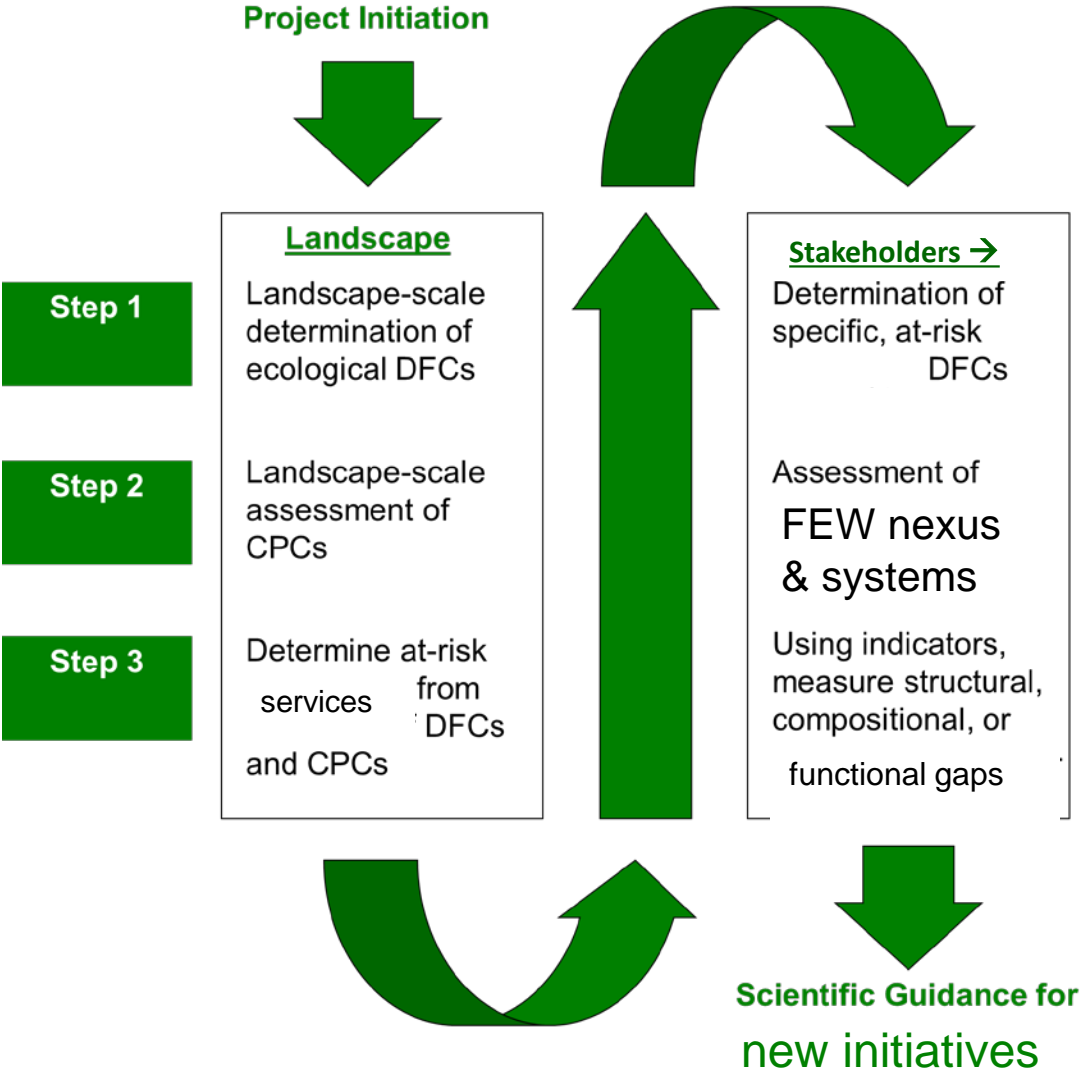 Project Initiation
Landscape
Step 1
Landscape-scale
determination of
ecological DFCs
Step 2
Landscape-scale
assessment of
CPCs
Step 3
Determine at-risk
services from
DFCs
and CPCs
Stakeholders →
Determination of
specific, at-risk
DFCs
Assessment of
FEW nexus
& systems
Using indicators,
measure structural,
compositional, or
functional gaps
Scientific Guidance for
new initiatives